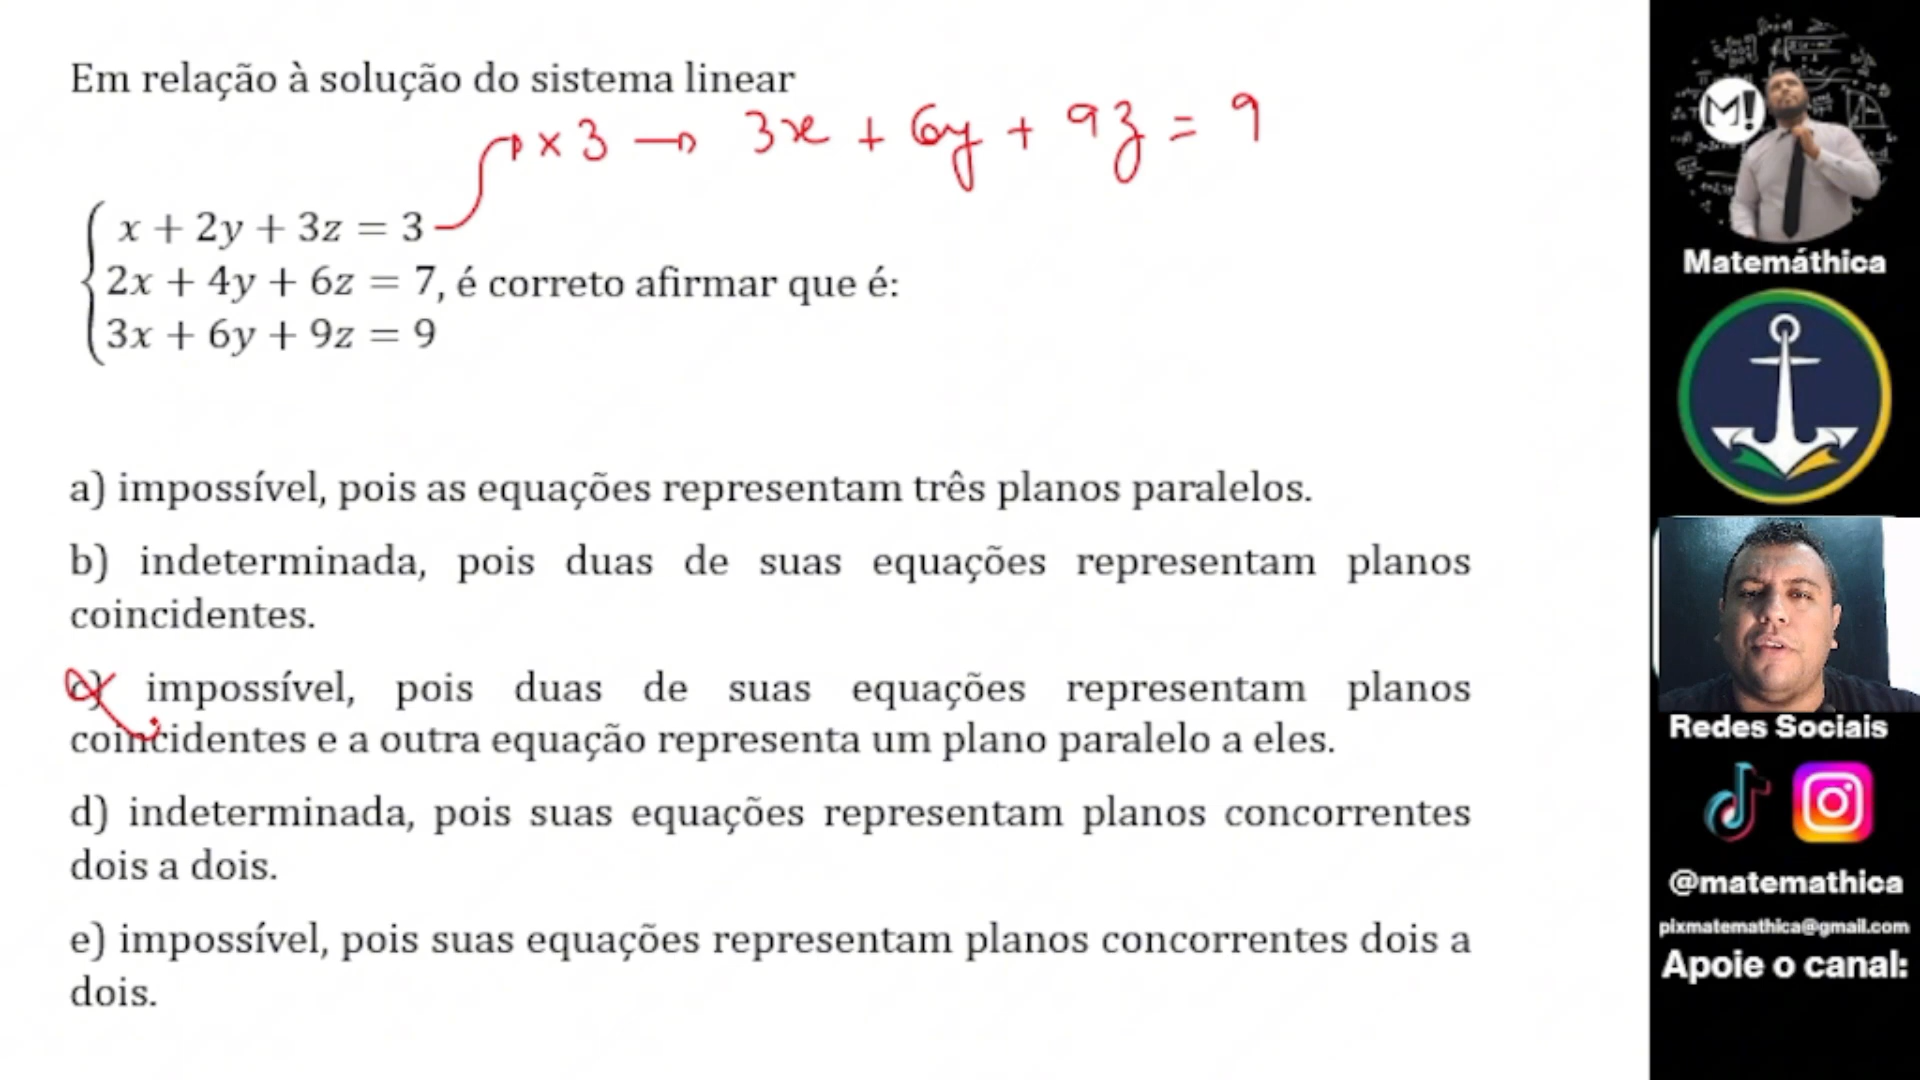 Em relação à solução do sistema linear
× 3 → 3x + 6y + 9z = 9
x + 2y + 3z = 3
2x + 4y + 6z = 7, é correto afirmar que é:
3x + 6y + 9z = 9
a) impossível, pois as equações representam três planos paralelos.
b) indeterminada, pois duas de suas equações representam planos
coincidentes.
c) impossível, pois duas de suas equações representam planos
coincidentes e a outra equação representa um plano paralelo a eles.
d) indeterminada, pois suas equações representam planos concorrentes
dois a dois.
e) impossível, pois suas equações representam planos concorrentes dois a
dois.
M!
Matemáthica
Redes Sociais
@matemathica
pixmatemathica@gmail.com
Apoie o canal: